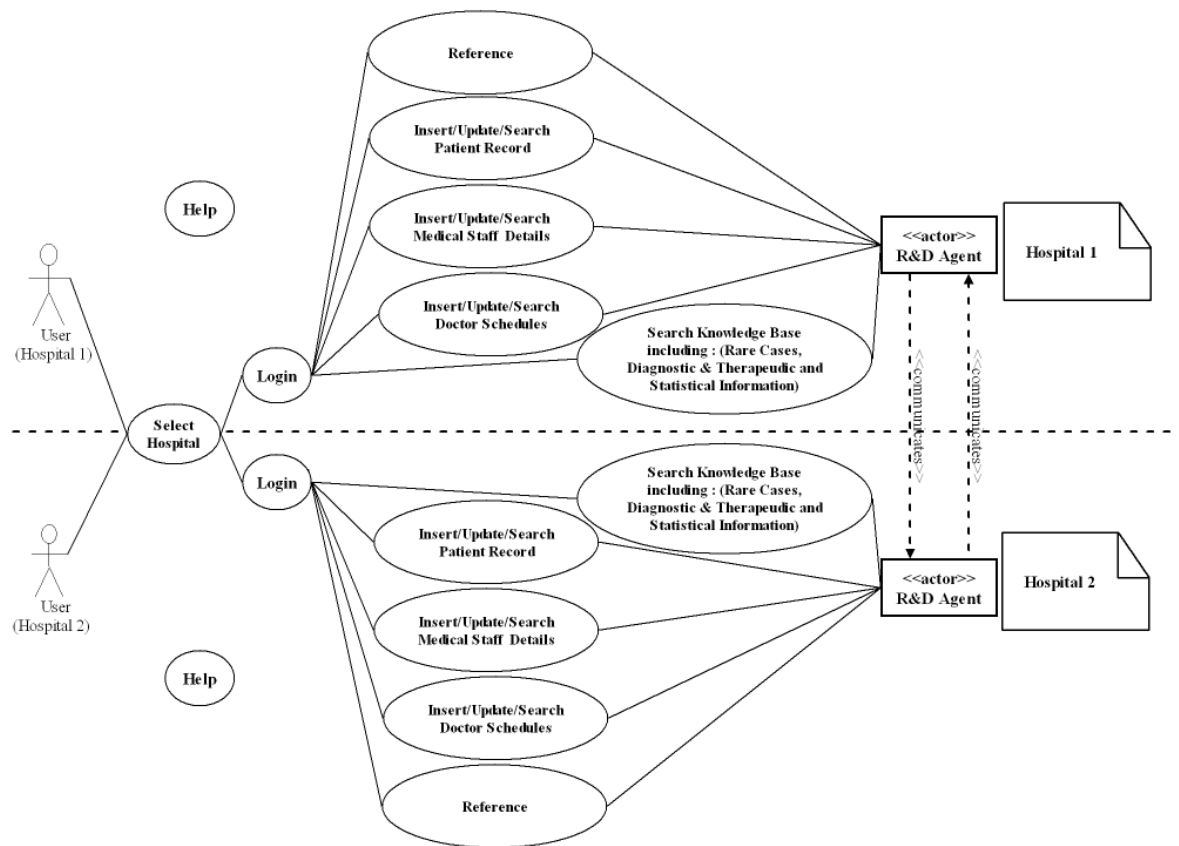 Reference
Insert/Update/Search
Patient Record
Help
Insert/Update/Search
Medical Staff Details
<<actor>>
R&D Agent
Hospital 1
User
(Hospital 1)
Insert/Update/Search
Doctor Schedules
Search Knowledge Base
including : (Rare Cases,
Diagnostic & Therapeudic and
Statistical Information)
Login
<<communicates>>
<<communicates>>
Select
Hospital
Login
Search Knowledge Base
including : (Rare Cases,
Diagnostic & Therapeudic and
Statistical Information)
Insert/Update/Search
Patient Record
<<actor>>
R&D Agent
Hospital 2
User
(Hospital 2)
Insert/Update/Search
Medical Staff Details
Help
Insert/Update/Search
Doctor Schedules
Reference